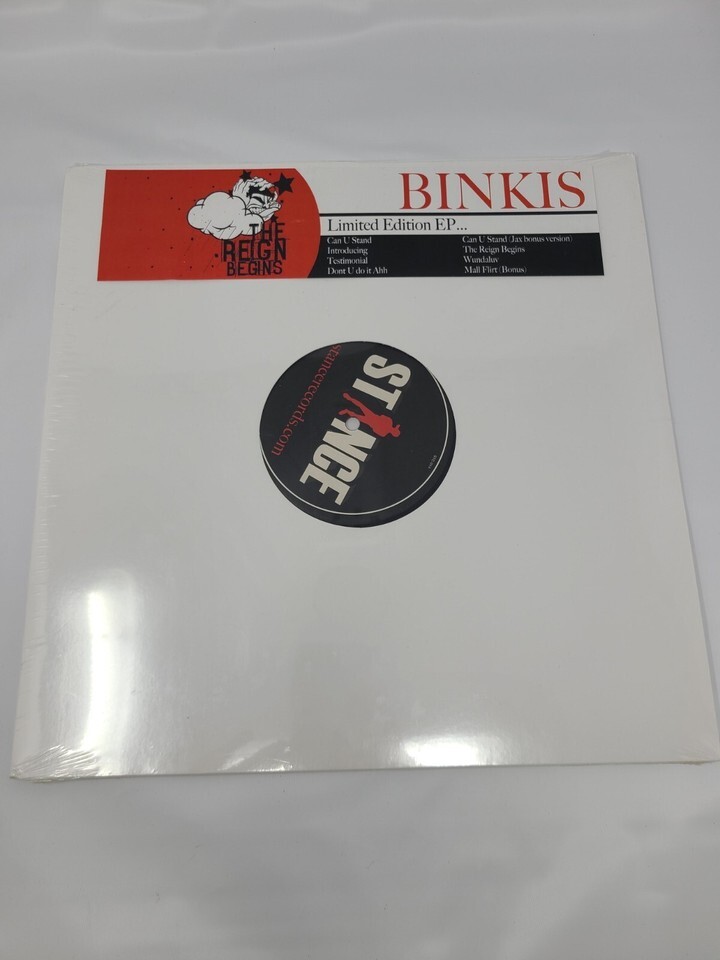 BINKIS
Limited Edition EP...
Can U Stand
Introducing
Testimonial
Dont U do it Ahh
Can U Stand (Jax bonus version)
The Reign Begins
Wundaluv
Mall Flirt (Bonus)
THE
REIGN
BEGINS
STANCE
stancerecords.com